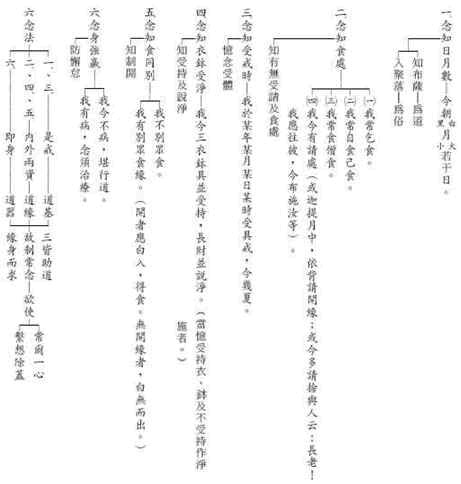 一念知日月數——今朝白黑月大小若干日。
知布薩——爲道
入聚落——爲俗
二念知食處
㈠我常乞食。
㈡我常自食己食。
㈢我常食僧食。
㈣我今有請處（或迦提月中，依背請開緣；或今多請捨與人云：長老！
我應往彼，今布施汝等）。
知有無受請及食處
三念知受戒時——我於某年某月某日某時受具戒，今幾夏。
憶念受體
四念知衣鉢受淨——我今三衣鉢具並受持，長財並說淨。（當憶受持衣、鉢及不受持作淨
施者。）
知受持及說淨
五念知食同別
我不別眾食。
我有別眾食緣。（開者應白入，得食。無開緣者，白無而出。）
知制開
六念身強羸
我今不病，堪行道。
我有病，念須治療。
防懈怠
六念法
一、三——是戒——道基——三皆助道
二、四、五——內外兩資——道緣——故制常念——欲使
六——即身——道器——緣身而求
常爾一心
繫想除蓋